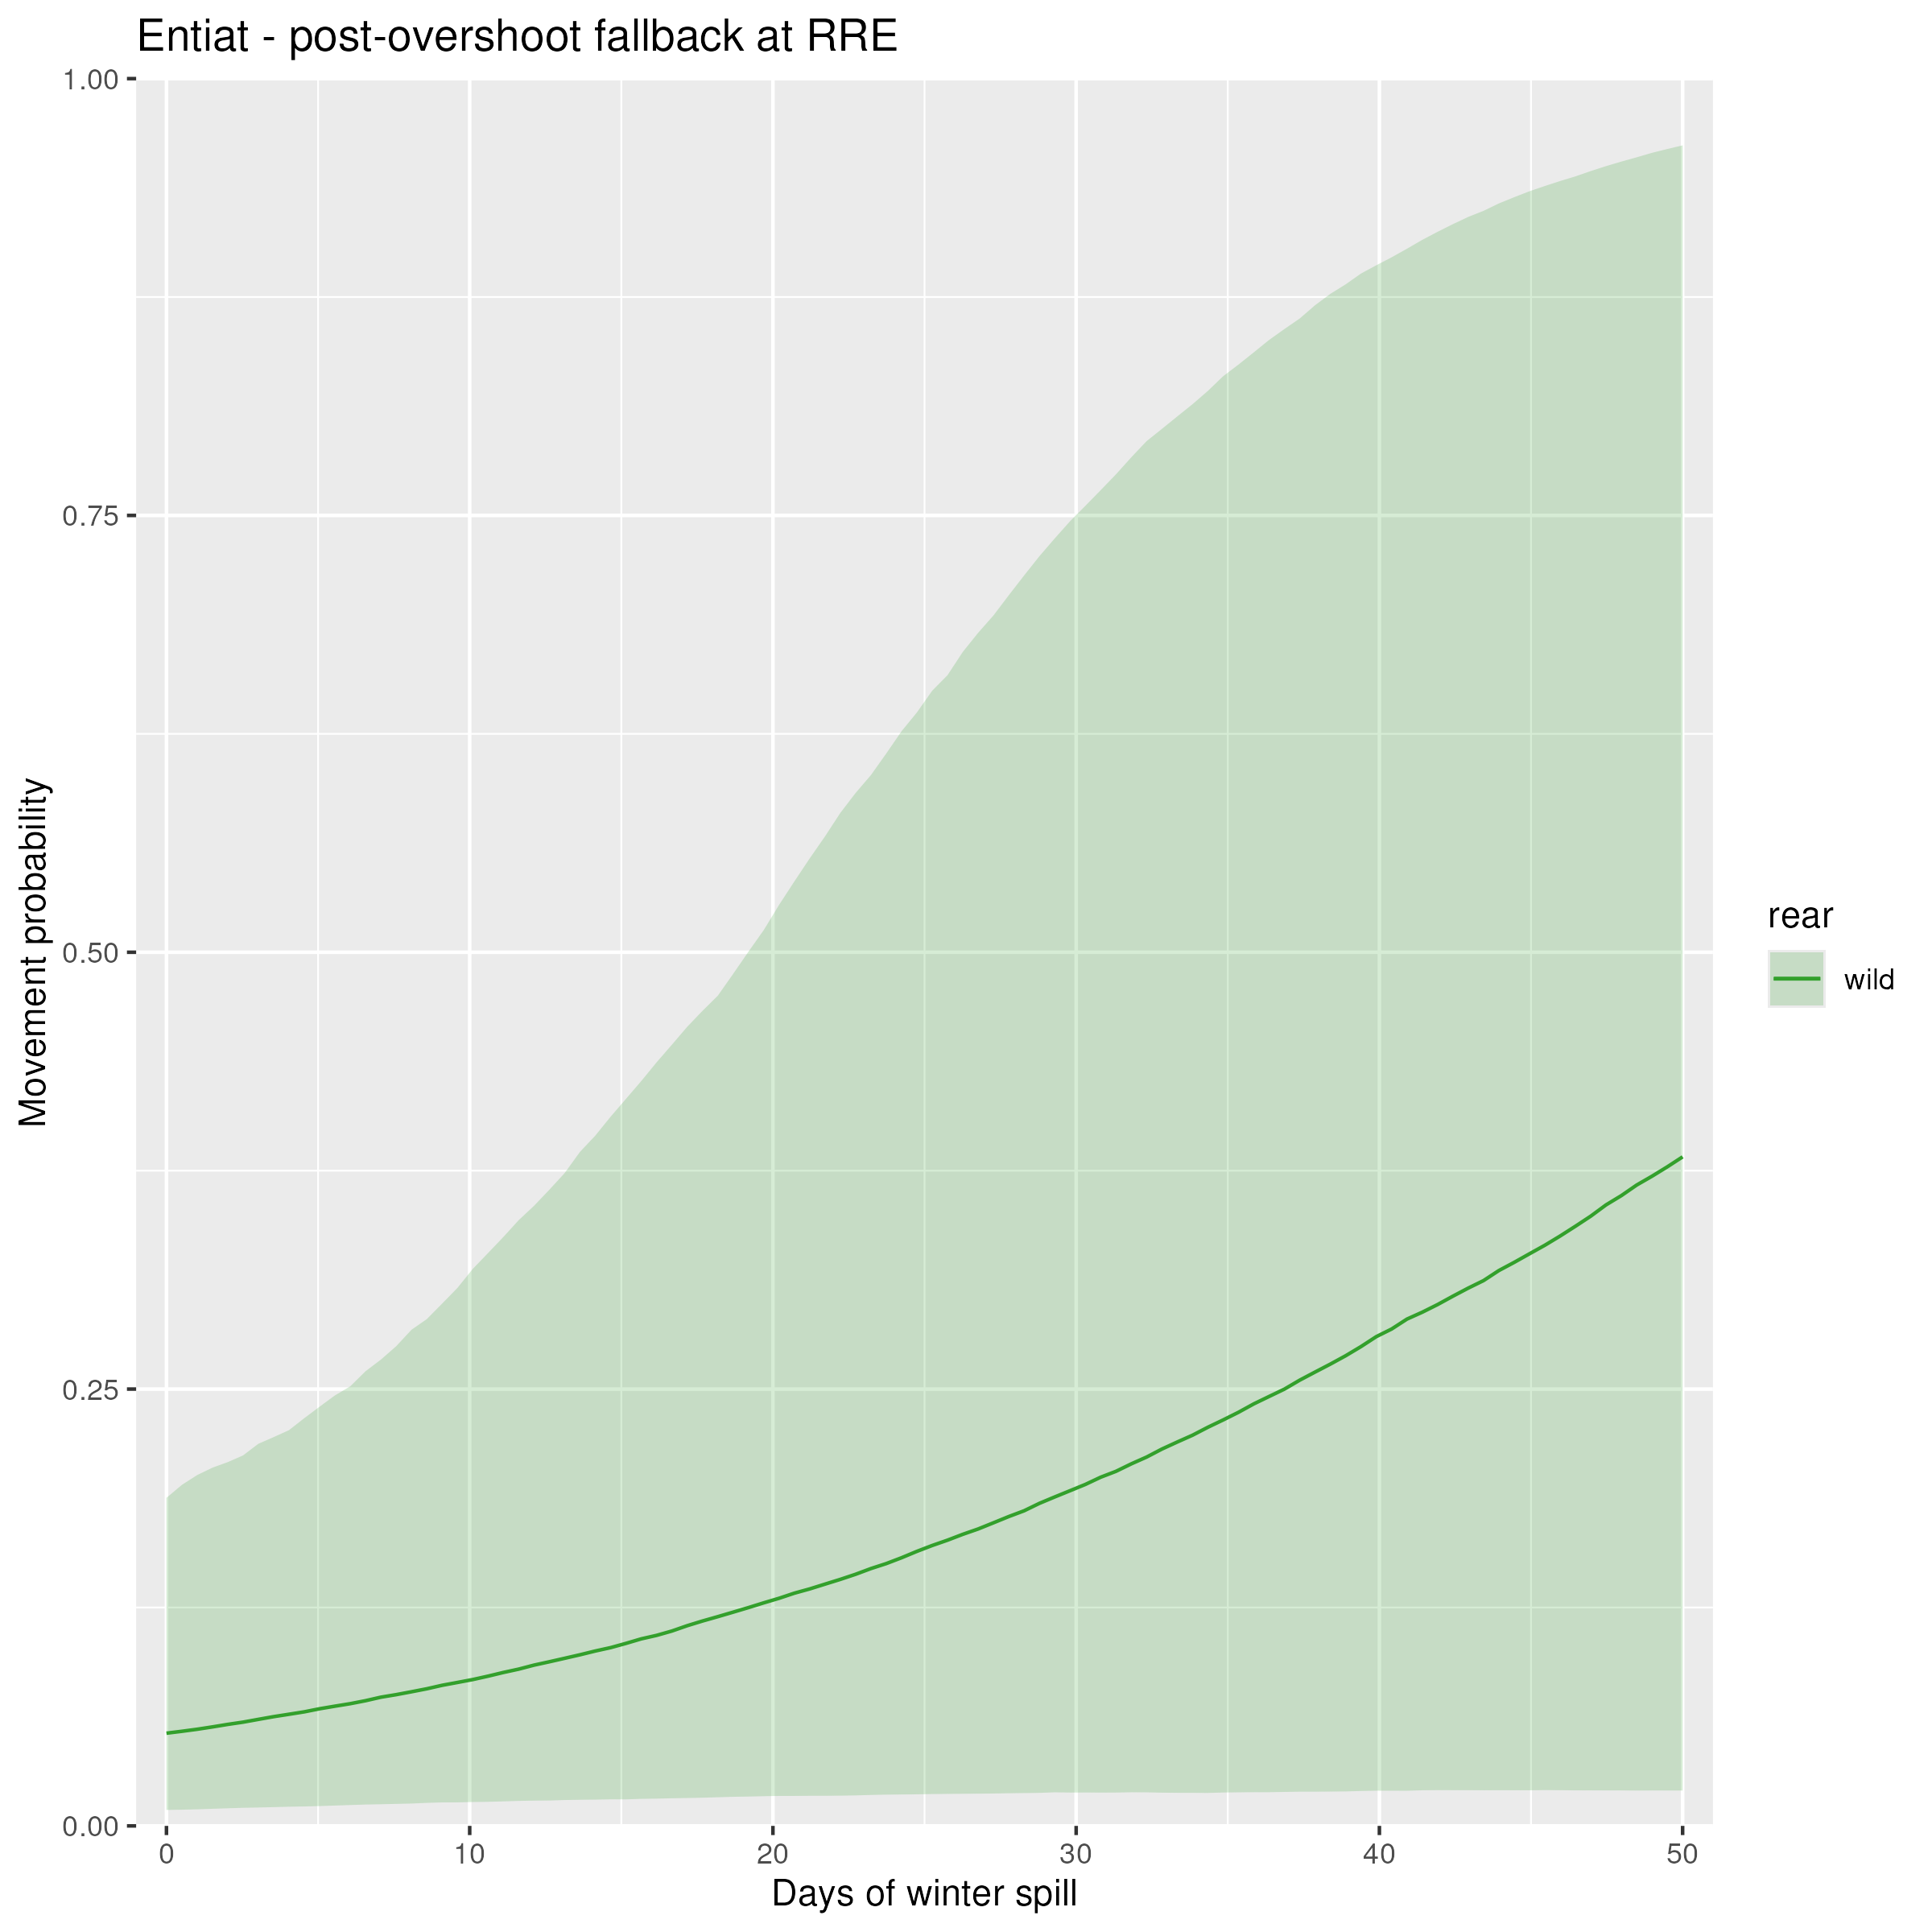 Entiat - post-overshoot fallback at RRE
1.00
0.75
0.50
0.25
0.00
Movement probability
0 10 20 30 40 50
Days of winter spill
rear
wild